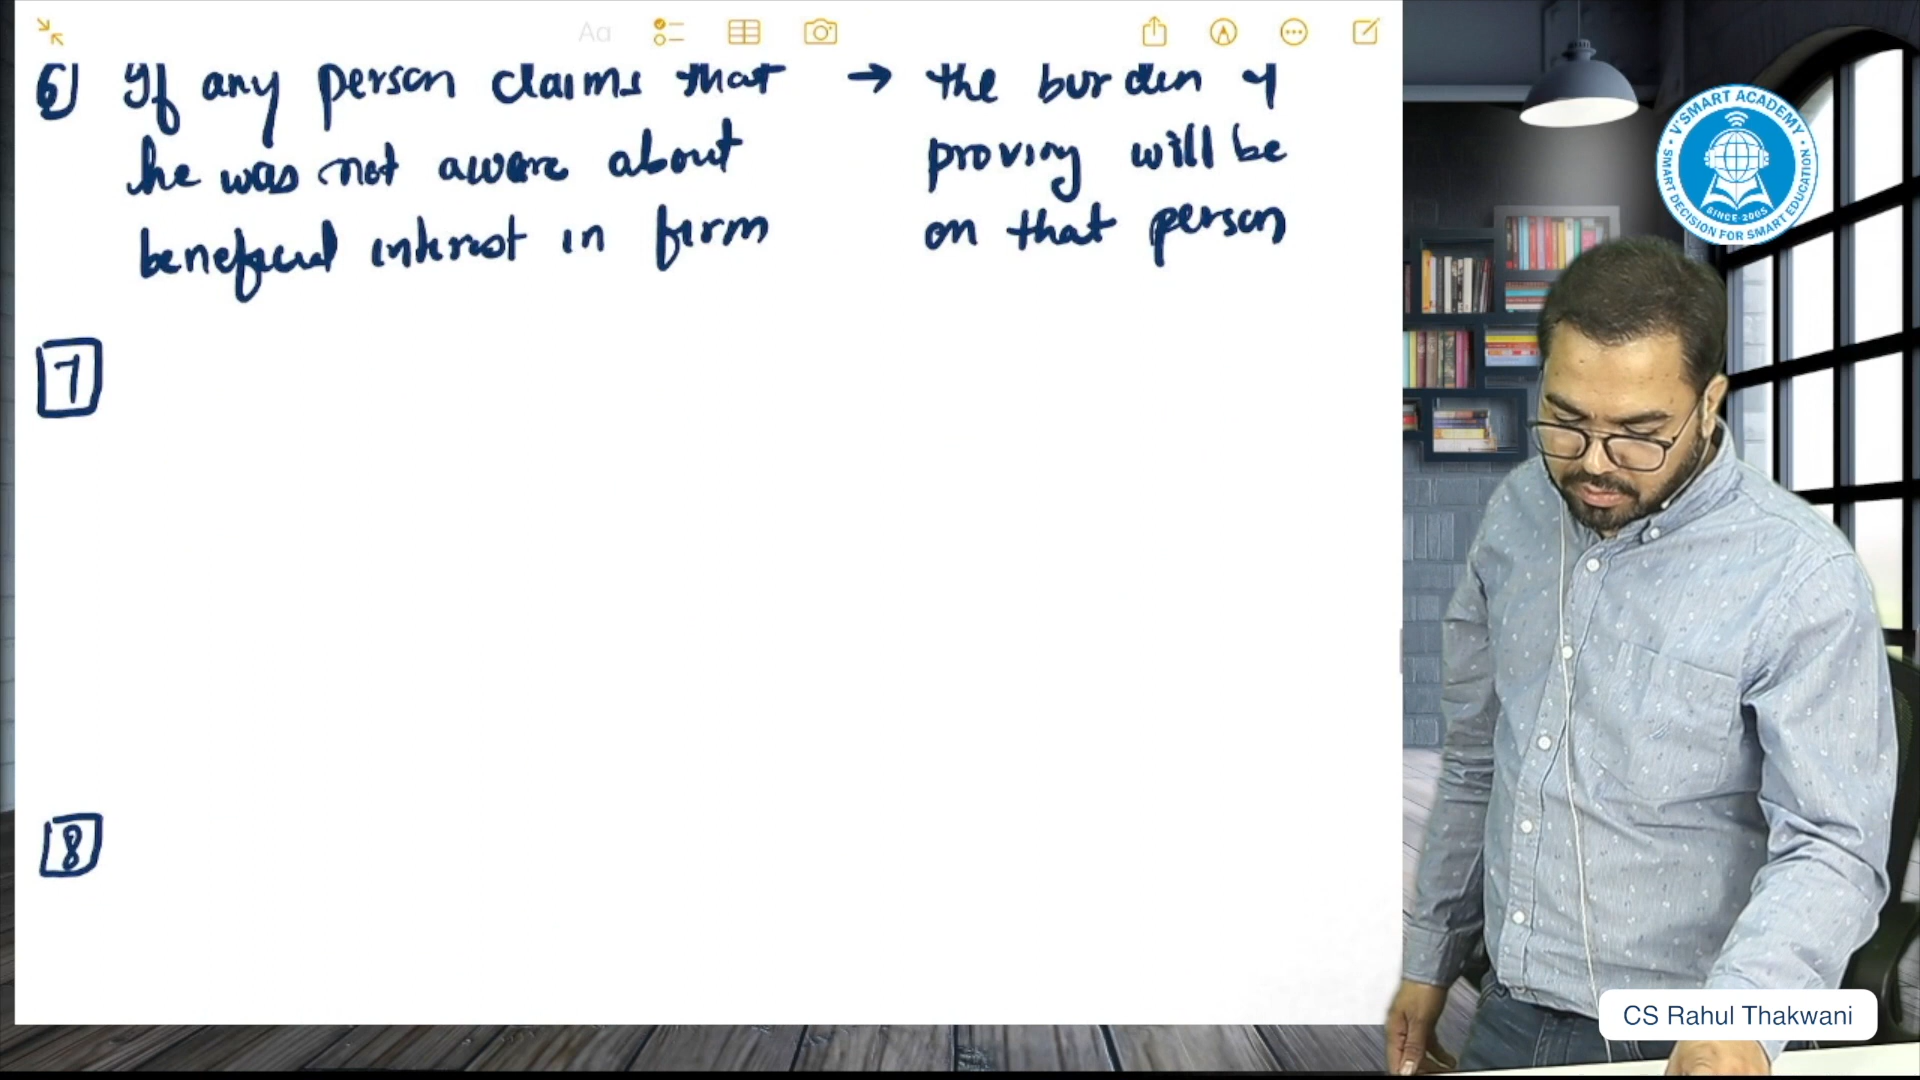 Aa
6) If any person claims that → the burden of
he was not aware about proving will be
beneficial interest in firm on that person
7
8
V'SMART ACADEMY
SMART DECISION FOR SMART EDUCATION
SINCE-2005
CS Rahul Thakwani